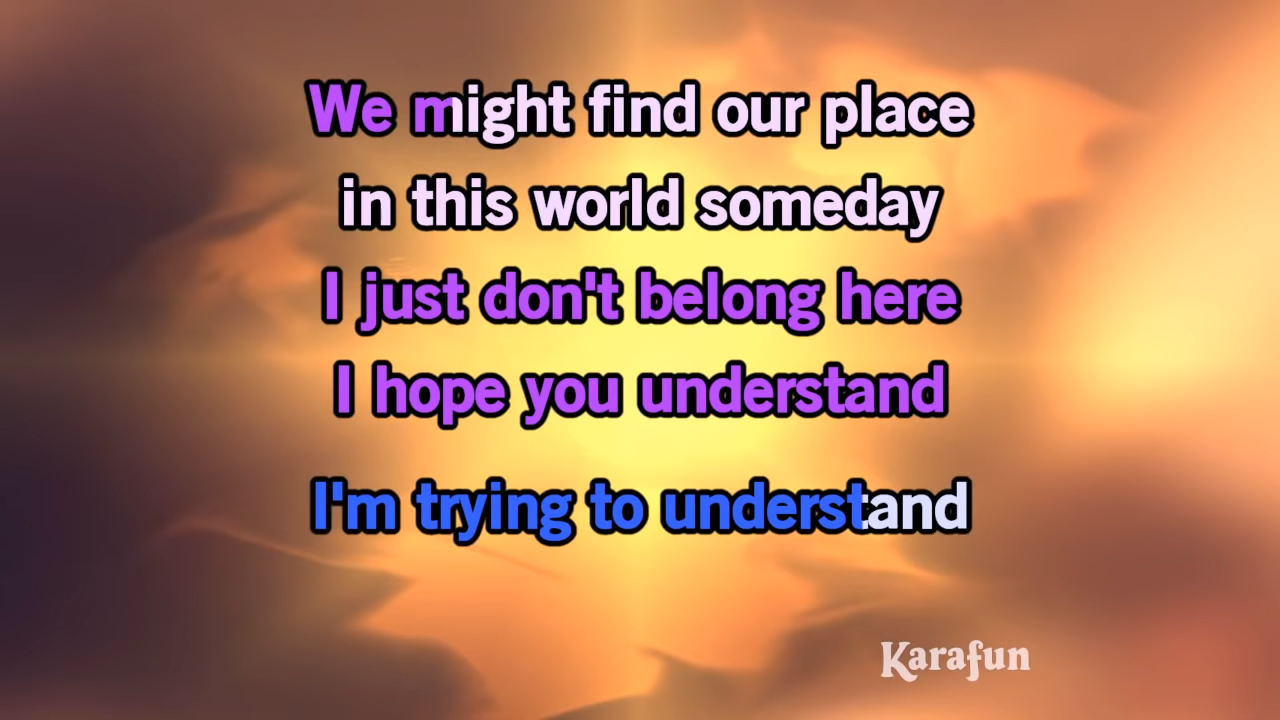 We might find our place
in this world someday
I just don't belong here
I hope you understand
I'm trying to understand
Karafun